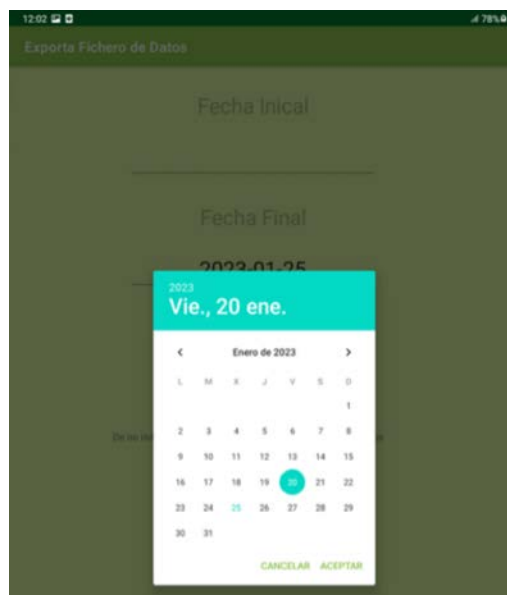 12:02 78%
Exporta Fichero de Datos
Fecha Inical
Fecha Final
2023-01-25
2023
Vie., 20 ene.
Enero de 2023
L M X J V S D
1
2 3 4 5 6 7 8
9 10 11 12 13 14 15
16 17 18 19 20 21 22
23 24 25 26 27 28 29
30 31
CANCELAR ACEPTAR